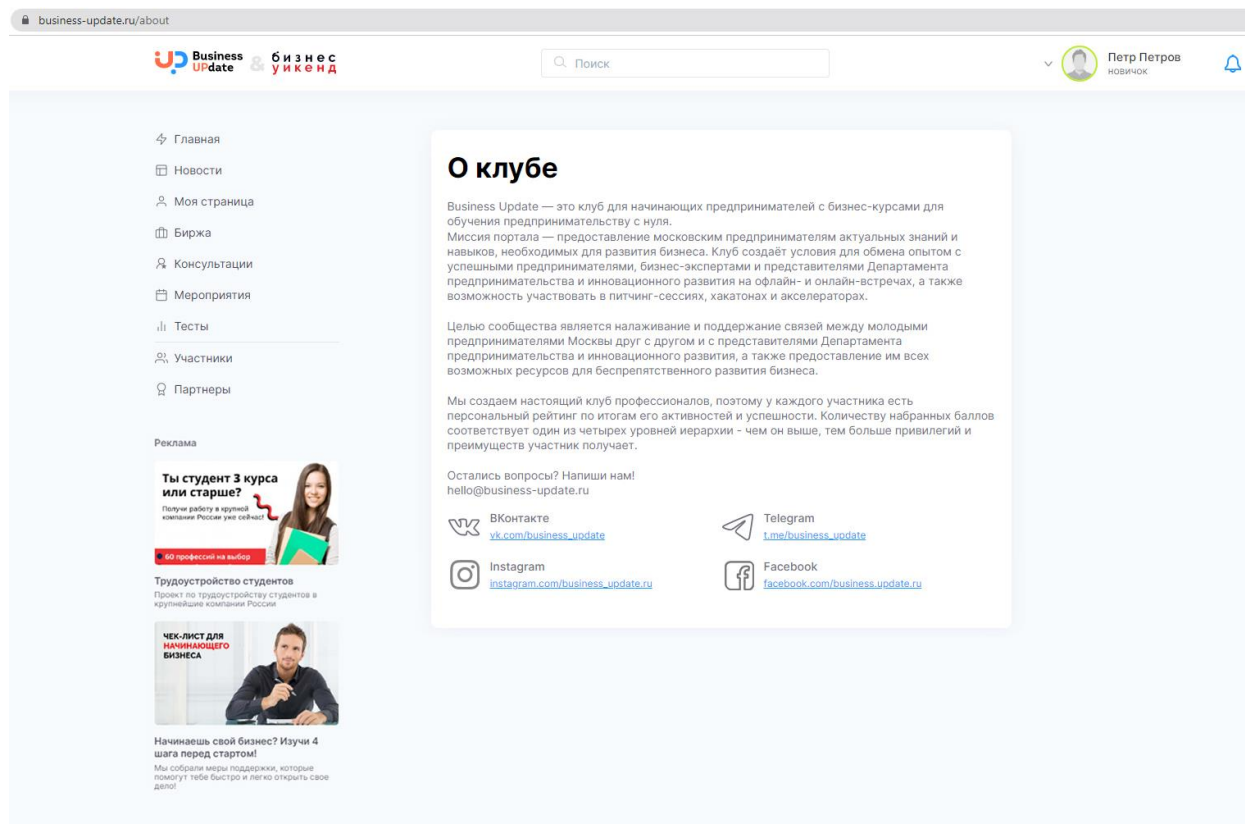 business-update.ru/about
Business
UPdate
&
бизнес
уикенд
Поиск
Петр Петров
новичок
Главная
Новости
Моя страница
Биржа
Консультации
Мероприятия
Тесты
Участники
Партнеры
Реклама
Ты студент 3 курса
или старше?
Получи работу в крупной
компании России уже сейчас!
60 профессий на выбор
Трудоустройство студентов
Проект по трудоустройству студентов в
крупнейшие компании России
ЧЕК-ЛИСТ ДЛЯ
НАЧИНАЮЩЕГО
БИЗНЕСА
Начинаешь свой бизнес? Изучи 4
шага перед стартом!
Мы собрали меры поддержки, которые
помогут тебе быстро и легко открыть свое
дело!
О клубе
Business Update — это клуб для начинающих предпринимателей с бизнес-курсами для
обучения предпринимательству с нуля.
Миссия портала — предоставление московским предпринимателям актуальных знаний и
навыков, необходимых для развития бизнеса. Клуб создаёт условия для обмена опытом с
успешными предпринимателями, бизнес-экспертами и представителями Департамента
предпринимательства и инновационного развития на офлайн- и онлайн-встречах, а также
возможность участвовать в питчинг-сессиях, хакатонах и акселераторах.
Целью сообщества является налаживание и поддержание связей между молодыми
предпринимателями Москвы друг с другом и с представителями Департамента
предпринимательства и инновационного развития, а также предоставление им всех
возможных ресурсов для беспрепятственного развития бизнеса.
Мы создаем настоящий клуб профессионалов, поэтому у каждого участника есть
персональный рейтинг по итогам его активностей и успешности. Количеству набранных баллов
соответствует один из четырех уровней иерархии - чем он выше, тем больше привилегий и
преимуществ участник получает.
Остались вопросы? Напиши нам!
hello@business-update.ru
ВКонтакте
vk.com/business_update
Telegram
t.me/business_update
Instagram
instagram.com/business_update.ru
Facebook
facebook.com/business.update.ru